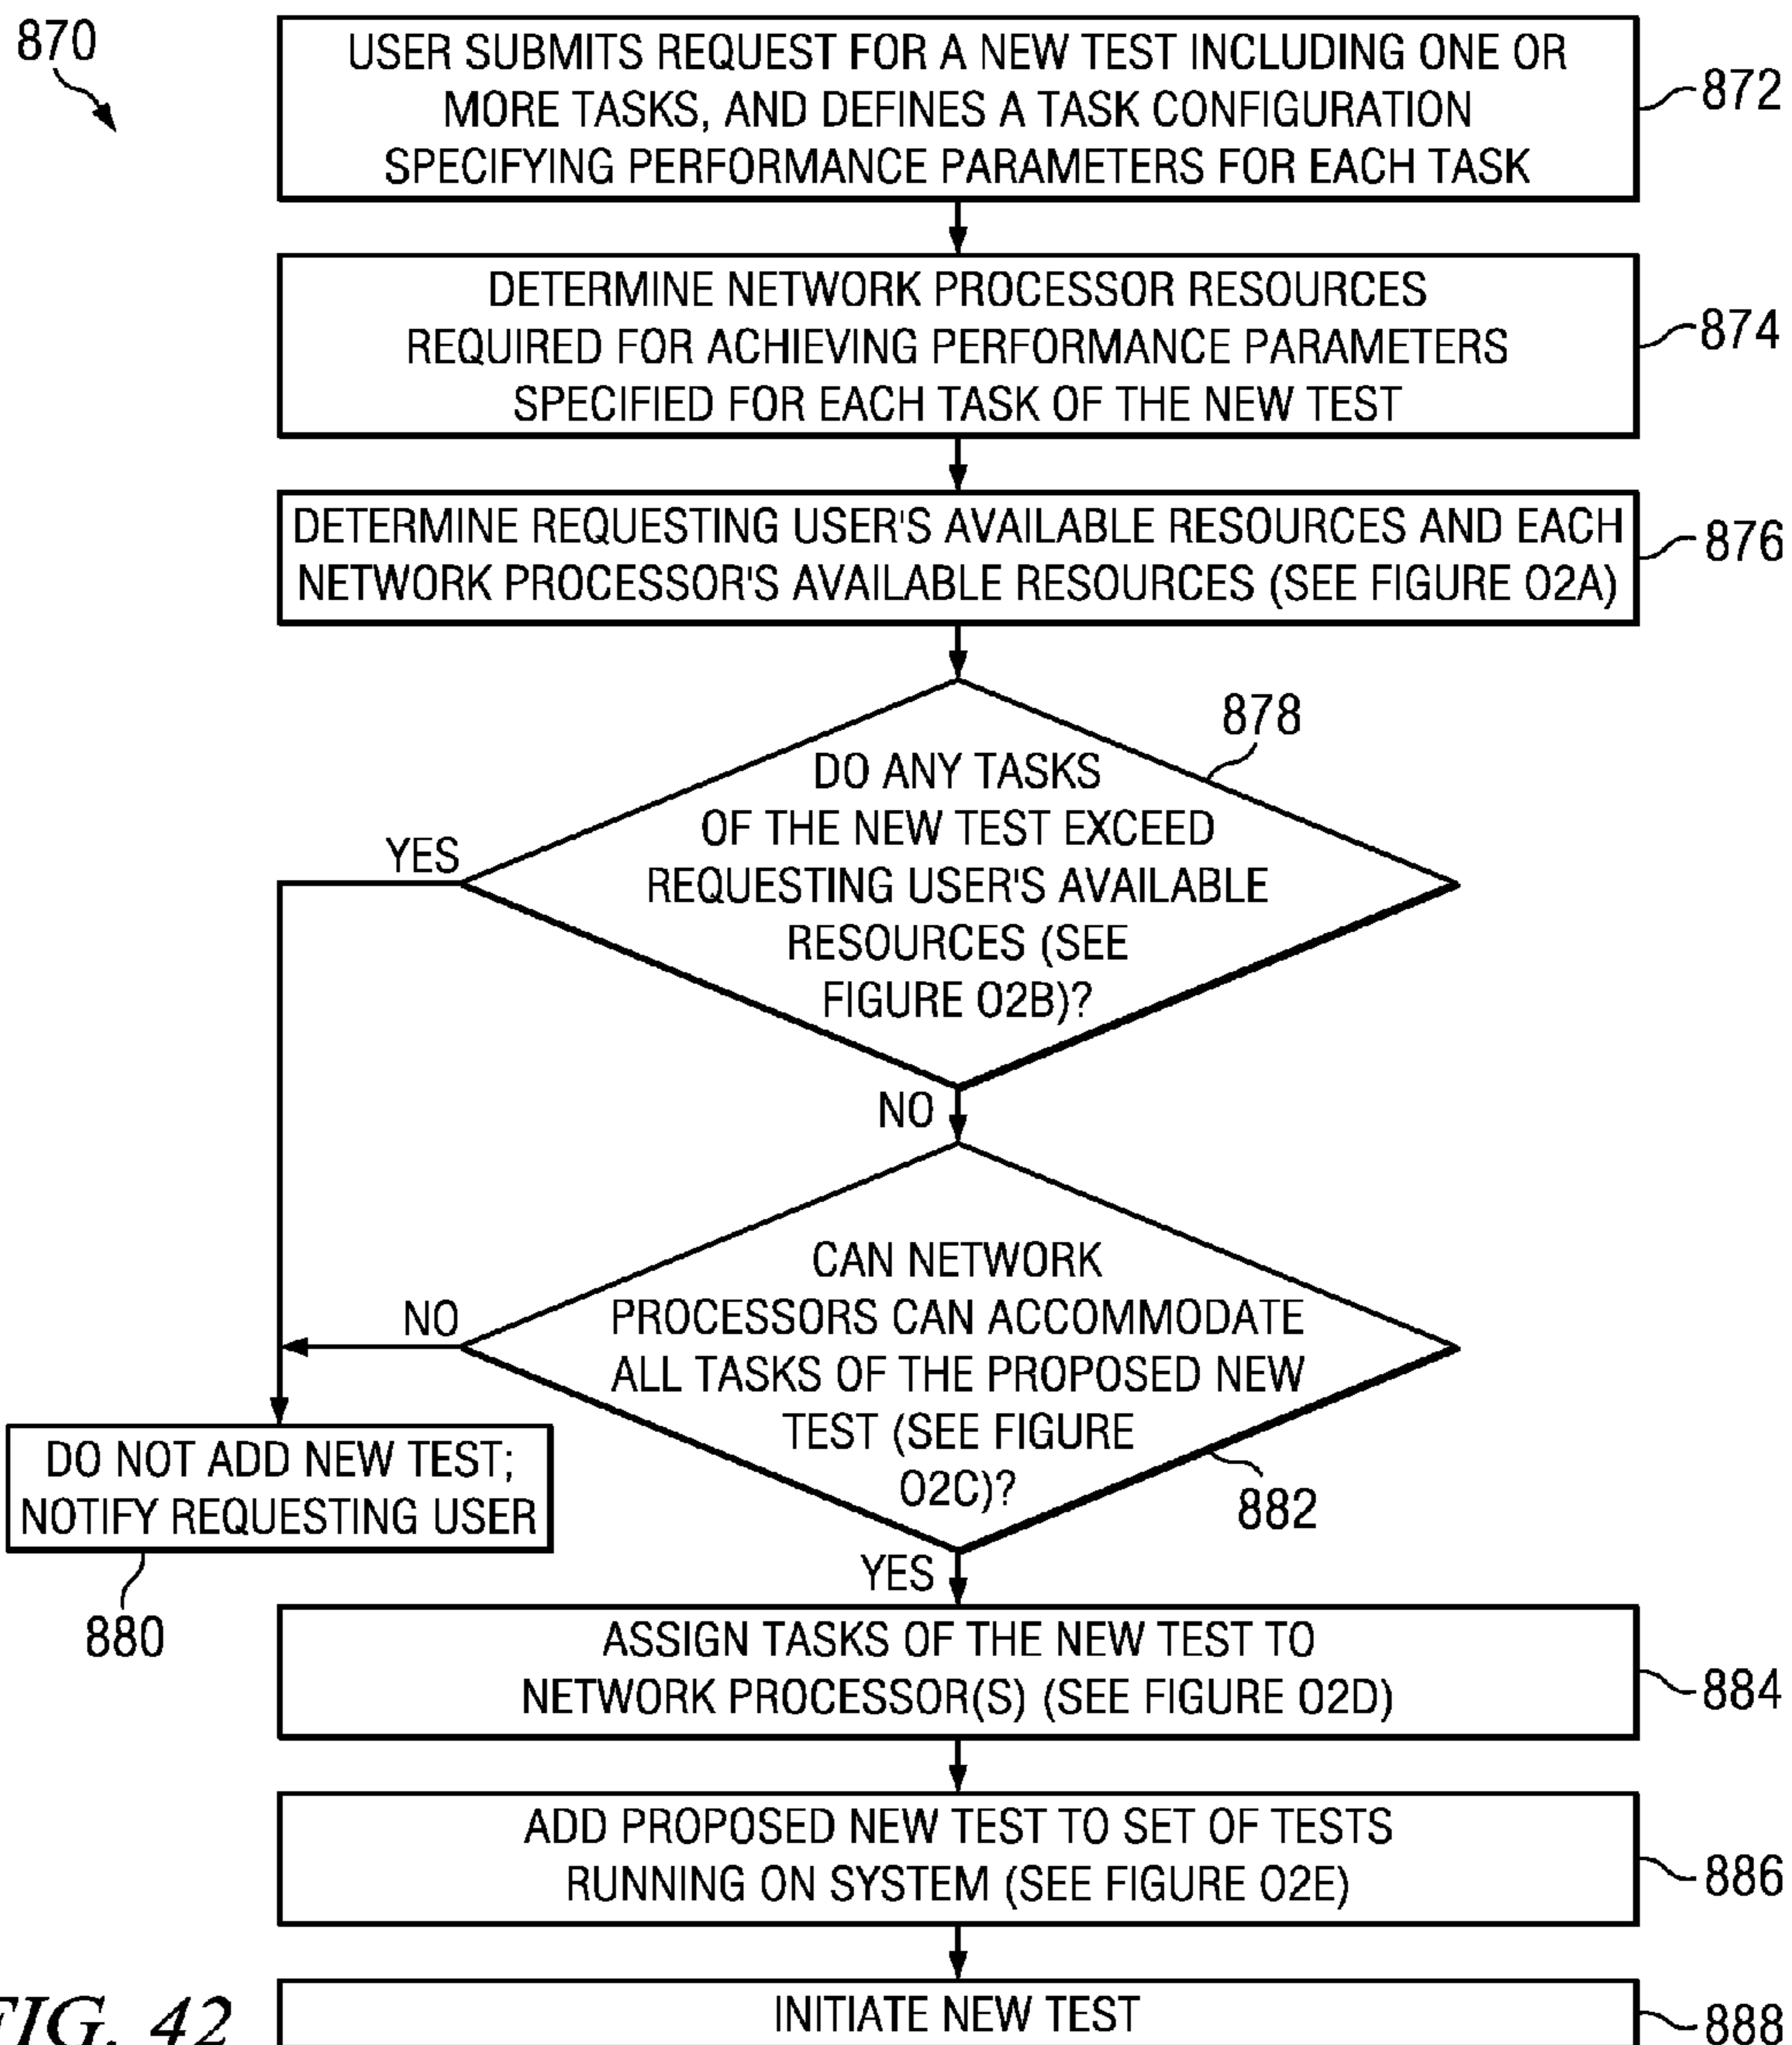 870
USER SUBMITS REQUEST FOR A NEW TEST INCLUDING ONE OR
MORE TASKS, AND DEFINES A TASK CONFIGURATION
SPECIFYING PERFORMANCE PARAMETERS FOR EACH TASK
872
DETERMINE NETWORK PROCESSOR RESOURCES
REQUIRED FOR ACHIEVING PERFORMANCE PARAMETERS
SPECIFIED FOR EACH TASK OF THE NEW TEST
874
DETERMINE REQUESTING USER'S AVAILABLE RESOURCES AND EACH
NETWORK PROCESSOR'S AVAILABLE RESOURCES (SEE FIGURE O2A)
876
878
DO ANY TASKS
OF THE NEW TEST EXCEED
REQUESTING USER'S AVAILABLE
RESOURCES (SEE
FIGURE O2B)?
YES
NO
CAN NETWORK
PROCESSORS CAN ACCOMMODATE
ALL TASKS OF THE PROPOSED NEW
TEST (SEE FIGURE
O2C)?
NO
882
DO NOT ADD NEW TEST;
NOTIFY REQUESTING USER
880
YES
ASSIGN TASKS OF THE NEW TEST TO
NETWORK PROCESSOR(S) (SEE FIGURE O2D)
884
ADD PROPOSED NEW TEST TO SET OF TESTS
RUNNING ON SYSTEM (SEE FIGURE O2E)
886
INITIATE NEW TEST
888
FIG. 42